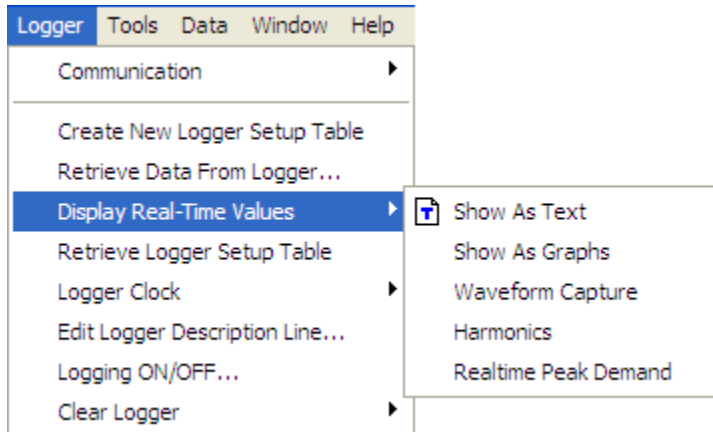 Logger Tools Data Window Help
Communication
Create New Logger Setup Table
Retrieve Data From Logger...
Display Real-Time Values
Retrieve Logger Setup Table
Logger Clock
Edit Logger Description Line...
Logging ON/OFF...
Clear Logger
T Show As Text
Show As Graphs
Waveform Capture
Harmonics
Realtime Peak Demand